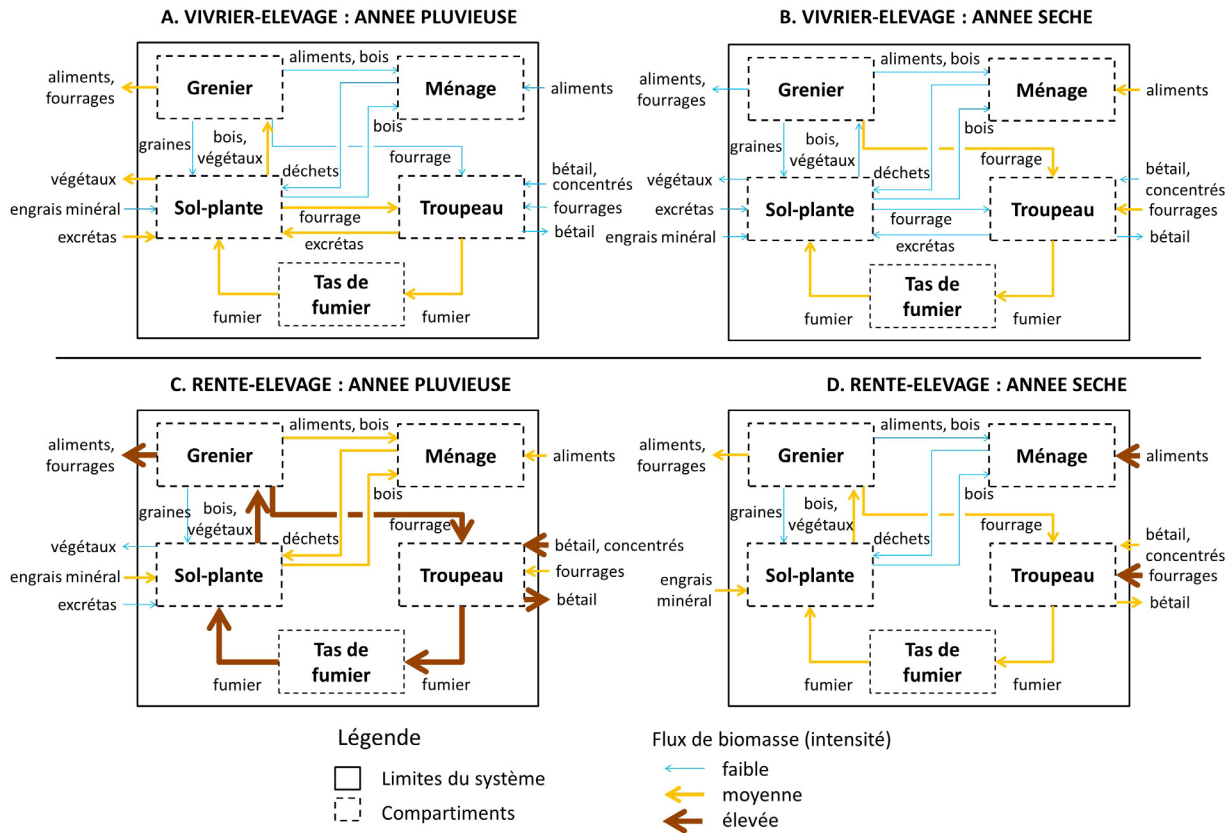 A. VIVRIER-ELEVAGE : ANNEE PLUVIEUSE
aliments, bois
aliments,
fourrages
Grenier
Ménage
aliments
graines
bois,
végétaux
bois
fourrage
déchets
végétaux
engrais minéral
excrétas
Sol-plante
fourrage
excrétas
Troupeau
bétail,
concentrés
fourrages
bétail
Tas de
fumier
fumier
fumier
B. VIVRIER-ELEVAGE : ANNEE SECHE
aliments, bois
aliments,
fourrages
Grenier
Ménage
aliments
graines
bois,
végétaux
bois
fourrage
déchets
végétaux
excrétas
engrais minéral
Sol-plante
fourrage
excrétas
Troupeau
bétail,
concentrés
fourrages
bétail
Tas de
fumier
fumier
fumier
C. RENTE-ELEVAGE : ANNEE PLUVIEUSE
aliments, bois
aliments,
fourrages
Grenier
Ménage
aliments
graines
bois,
végétaux
bois
fourrage
déchets
végétaux
engrais minéral
excrétas
Sol-plante
Troupeau
bétail, concentrés
fourrages
bétail
Tas de
fumier
fumier
fumier
D. RENTE-ELEVAGE : ANNEE SECHE
aliments, bois
aliments,
fourrages
Grenier
Ménage
aliments
graines
bois,
végétaux
bois
fourrage
déchets
engrais
minéral
Sol-plante
Troupeau
bétail,
concentrés
fourrages
bétail
Tas de
fumier
fumier
fumier
Légende
Limites du système
Compartiments
Flux de biomasse (intensité)
faible
moyenne
élevée